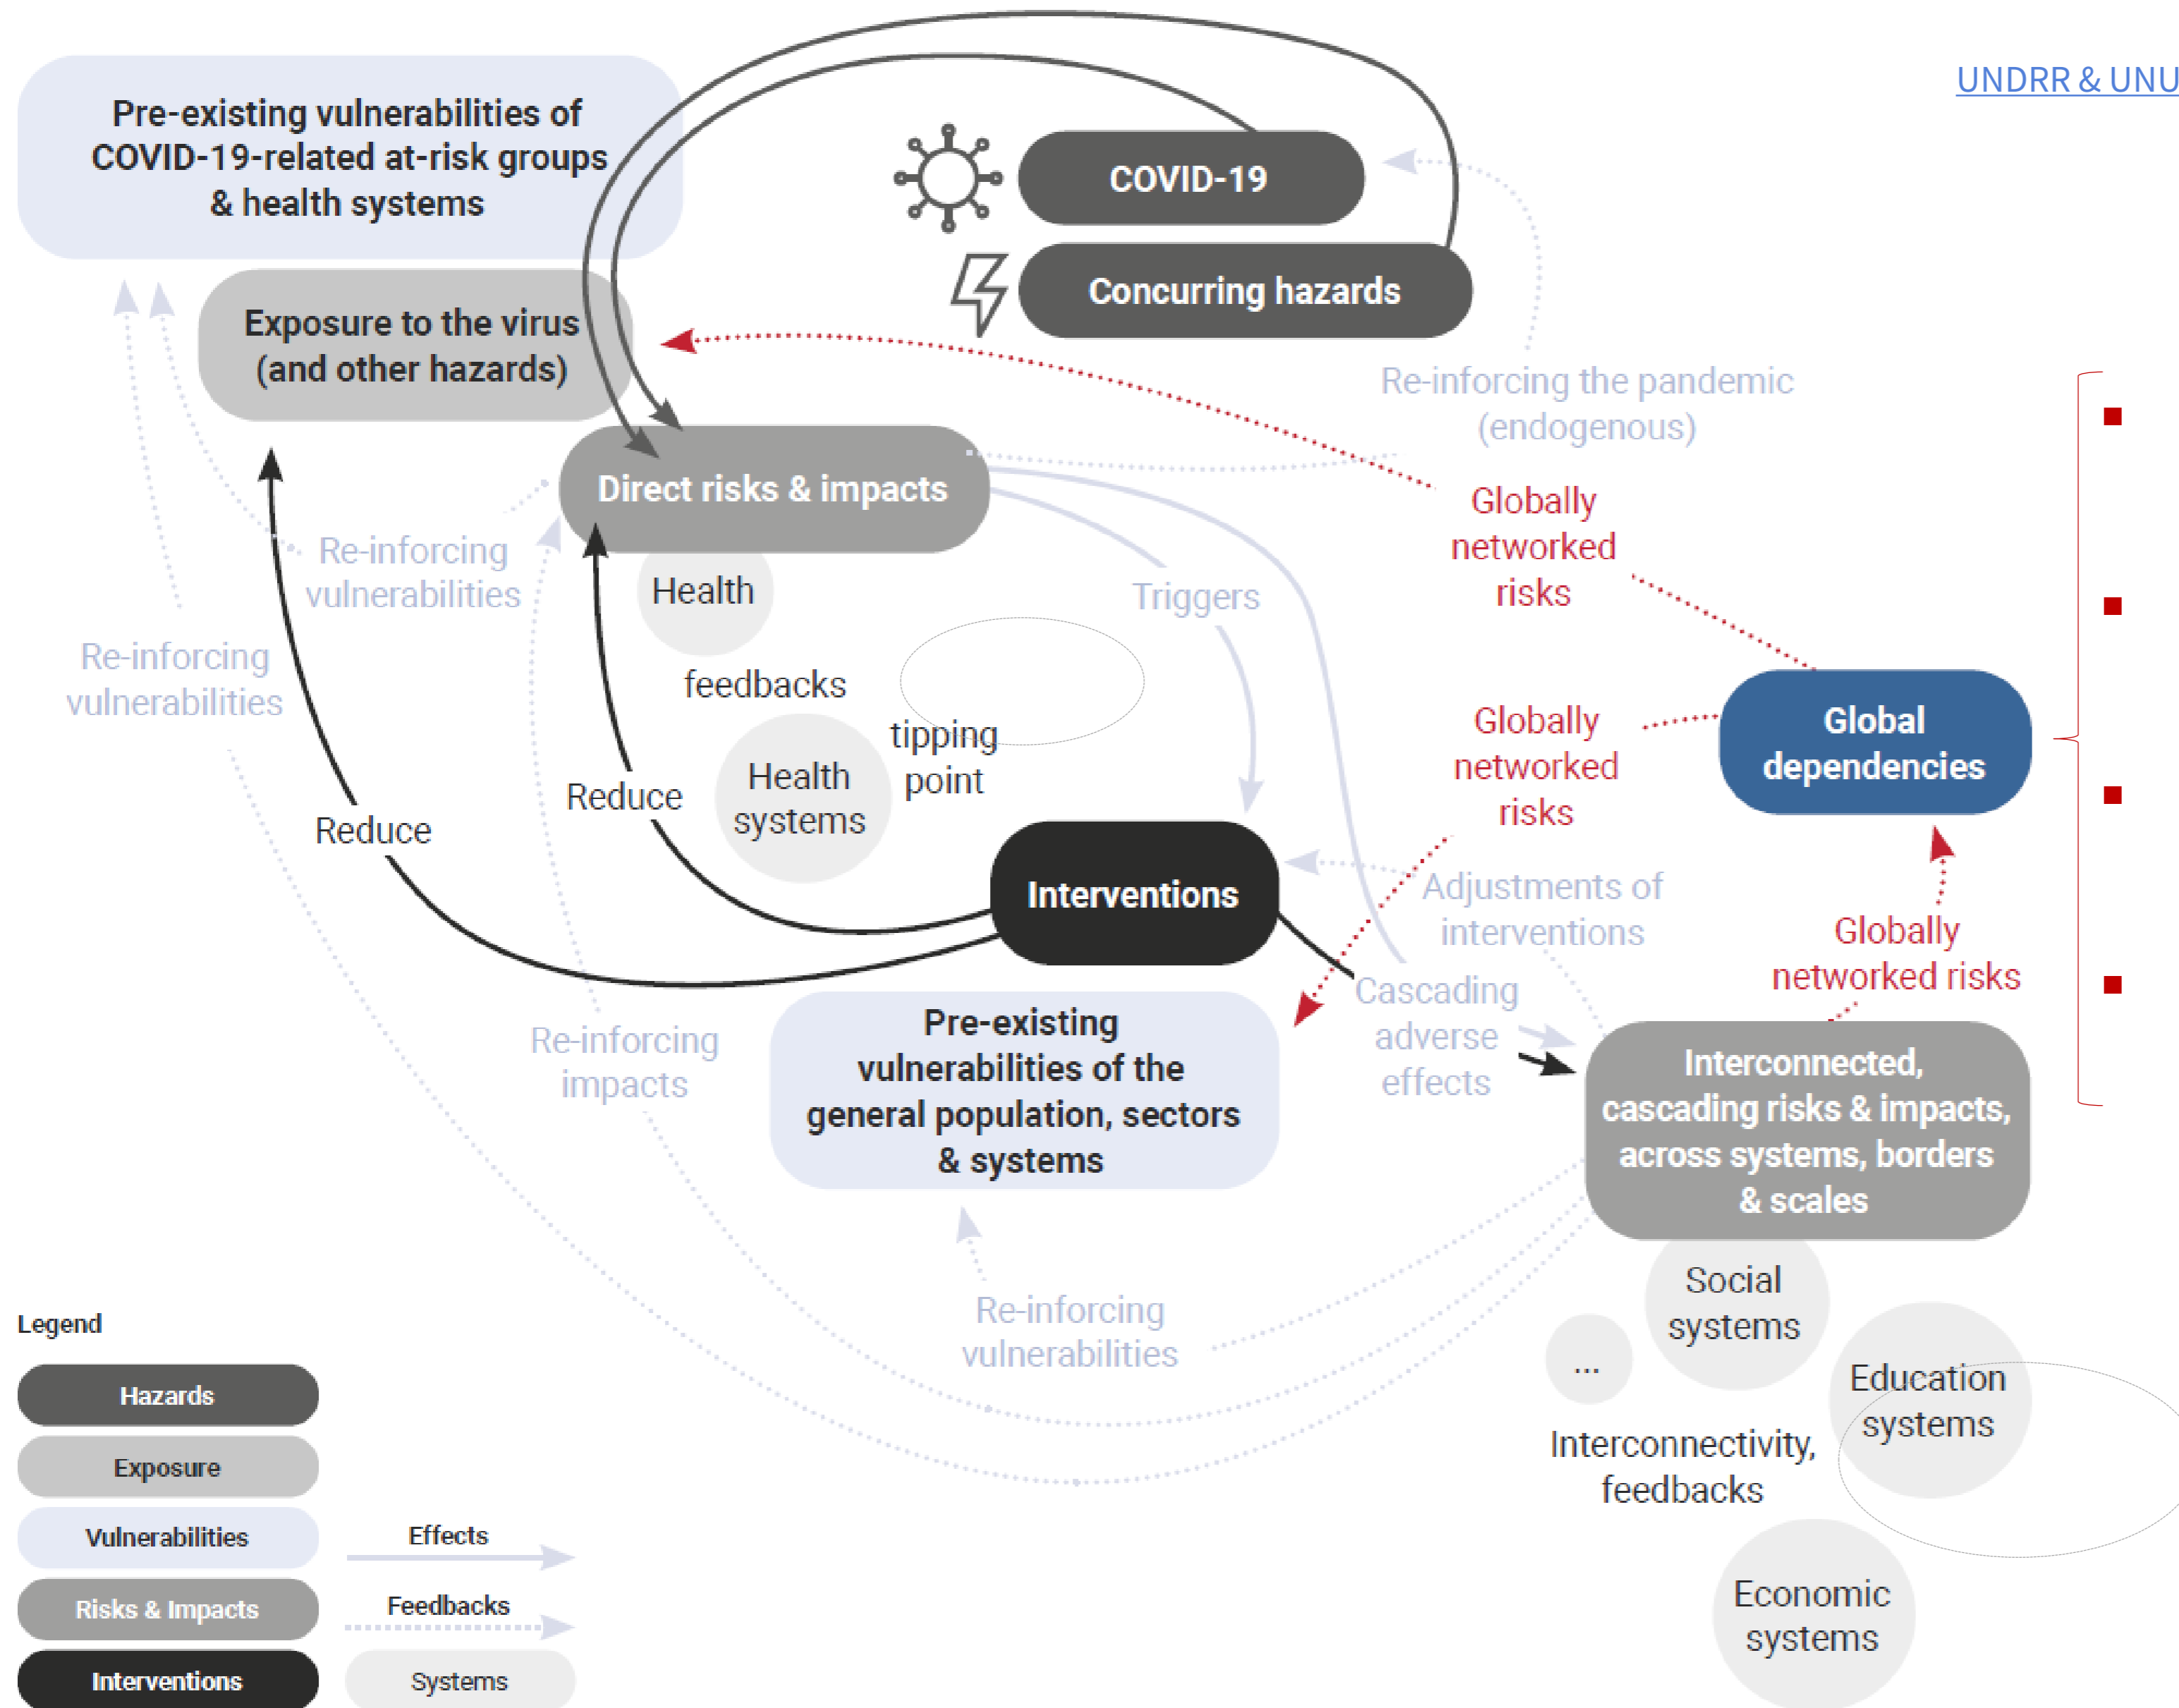 UNDRR & UNU
Pre-existing vulnerabilities of
COVID-19-related at-risk groups
& health systems
COVID-19
Concurring hazards
Exposure to the virus
(and other hazards)
Re-inforcing the pandemic
(endogenous)
Direct risks & impacts
Globally
networked
risks
Re-inforcing
vulnerabilities
Health
Triggers
Re-inforcing
vulnerabilities
feedbacks
tipping
point
Health
systems
Globally
networked
risks
Global
dependencies
Reduce
Reduce
Interventions
Adjustments of
interventions
Globally
networked risks
Cascading
adverse
effects
Re-inforcing
impacts
Pre-existing
vulnerabilities of the
general population, sectors
& systems
Interconnected,
cascading risks & impacts,
across systems, borders
& scales
Re-inforcing
vulnerabilities
Social
systems
...
Education
systems
Interconnectivity,
feedbacks
Economic
systems
Legend
Hazards
Exposure
Vulnerabilities
Effects
Risks & Impacts
Feedbacks
Interventions
Systems